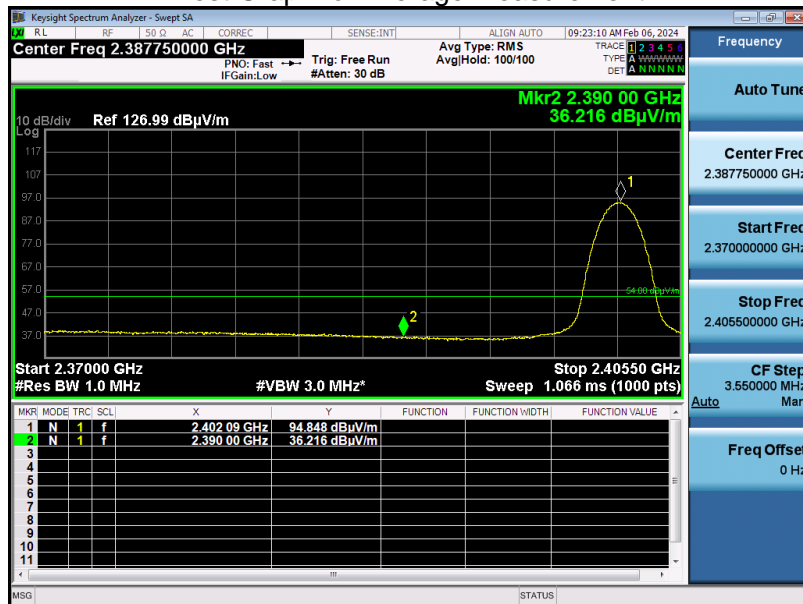 Keysight Spectrum Analyzer - Swept SA
RL RF 50 Ω AC CORREC SENSE:INT ALIGN AUTO 09:23:10 AM Feb 06, 2024
Center Freq 2.387750000 GHz
PNO: Fast
IFGain:Low
Trig: Free Run
#Atten: 30 dB
Avg Type: RMS
Avg|Hold: 100/100
TRACE 1 2 3 4 5 6
TYPE A WWWWW
DET A N N N N N
Mkr2 2.390 00 GHz
36.216 dBµV/m
10 dB/div Ref 126.99 dBµV/m
Log
117
107
97.0
87.0
77.0
67.0
57.0
47.0
37.0
1
2
54.00 dBµV/m
Start 2.37000 GHz Stop 2.40550 GHz
#Res BW 1.0 MHz #VBW 3.0 MHz* Sweep 1.066 ms (1000 pts)
MKR MODE TRC SCL X Y FUNCTION FUNCTION WIDTH FUNCTION VALUE
1 N 1 f 2.402 09 GHz 94.848 dBµV/m
2 N 1 f 2.390 00 GHz 36.216 dBµV/m
3
4
5
6
7
8
9
10
11
MSG STATUS
Frequency
Auto Tune
Center Freq
2.387750000 GHz
Start Freq
2.370000000 GHz
Stop Freq
2.405500000 GHz
CF Step
3.550000 MHz
Auto Man
Freq Offset
0 Hz